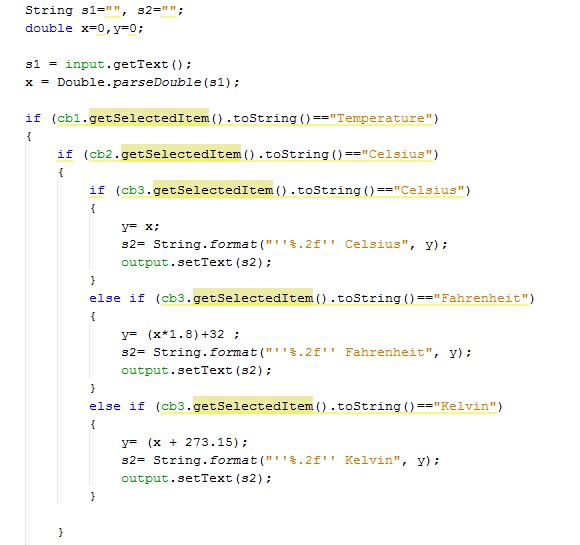 String s1="", s2="";
double x=0,y=0;
s1 = input.getText();
x = Double.parseDouble(s1);
if (cb1.getSelectedItem().toString()=="Temperature")
{
if (cb2.getSelectedItem().toString()=="Celsius")
{
if (cb3.getSelectedItem().toString()=="Celsius")
{
y= x;
s2= String.format("''%.2f'' Celsius", y);
output.setText(s2);
}
else if (cb3.getSelectedItem().toString()=="Fahrenheit")
{
y= (x*1.8)+32 ;
s2= String.format("''%.2f'' Fahrenheit", y);
output.setText(s2);
}
else if (cb3.getSelectedItem().toString()=="Kelvin")
{
y= (x + 273.15);
s2= String.format("''%.2f'' Kelvin", y);
output.setText(s2);
}
}